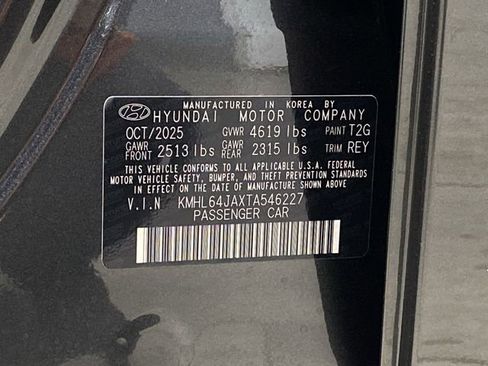 MANUFACTURED IN KOREA BY
HYUNDAI MOTOR COMPANY
OCT/2025 GVWR 4619 lbs PAINT T2G
GAWR FRONT 2513 lbs GAWR REAR 2315 lbs TRIM REY
THIS VEHICLE CONFORMS TO ALL APPLICABLE U.S.A. FEDERAL
MOTOR VEHICLE SAFETY, BUMPER, AND THEFT PREVENTION STANDARDS
IN EFFECT ON THE DATE OF MANUFACTURE SHOWN ABOVE.
V.I.N KMHL64JAXTA546227
PASSENGER CAR